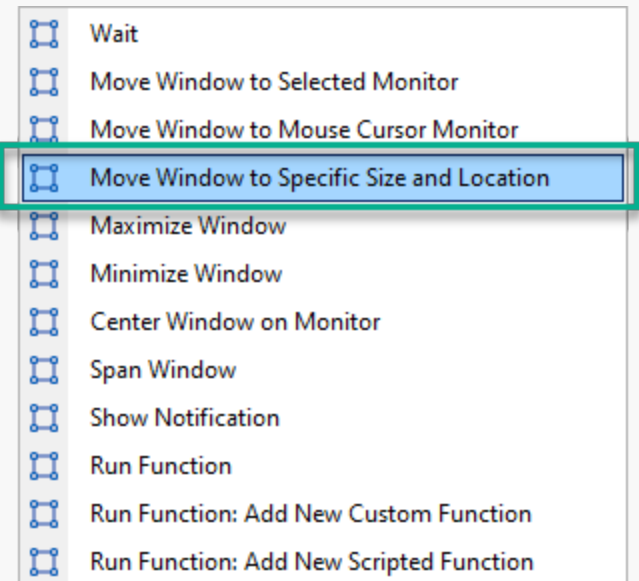 Wait
Move Window to Selected Monitor
Move Window to Mouse Cursor Monitor
Move Window to Specific Size and Location
Maximize Window
Minimize Window
Center Window on Monitor
Span Window
Show Notification
Run Function
Run Function: Add New Custom Function
Run Function: Add New Scripted Function